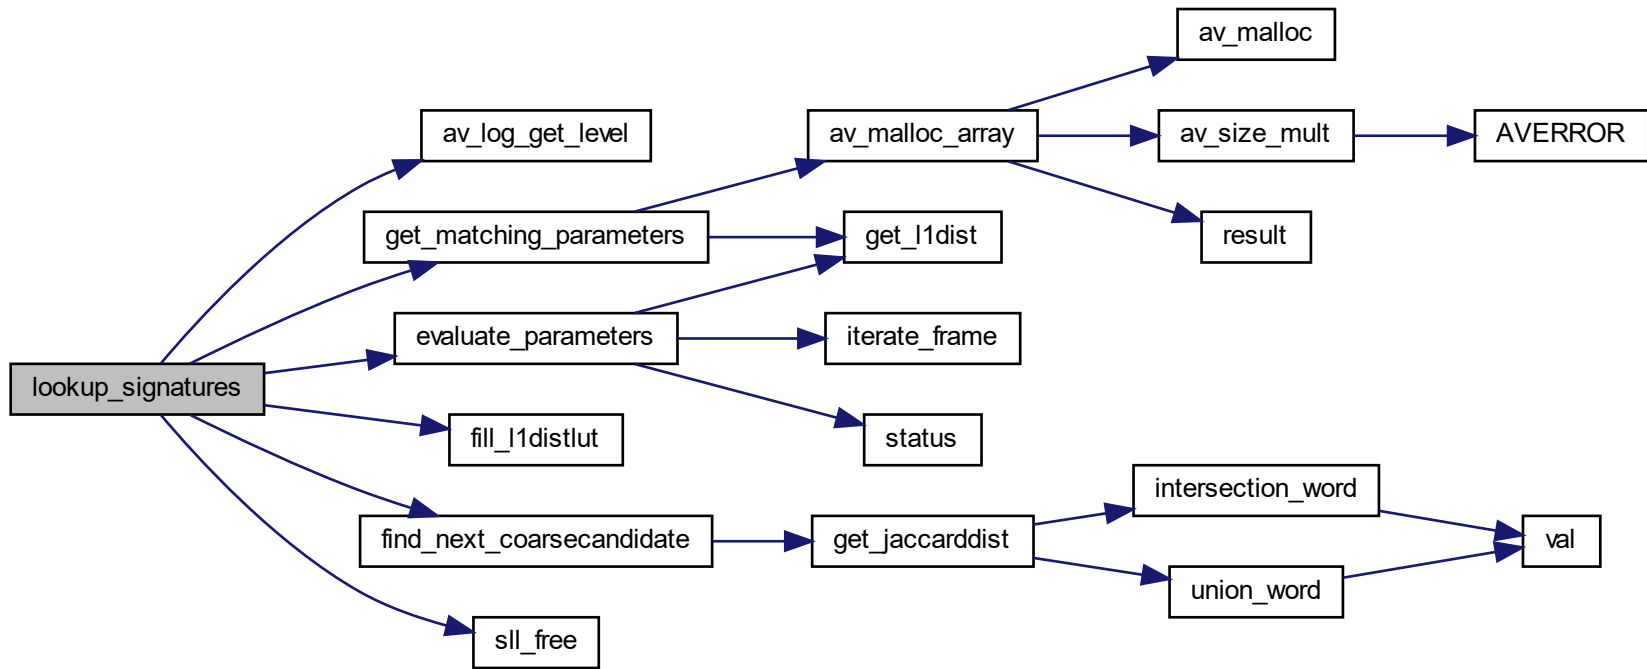 lookup_signatures
av_log_get_level
get_matching_parameters
av_malloc_array
av_malloc
av_size_mult
AVERROR
result
get_l1dist
evaluate_parameters
iterate_frame
status
fill_l1distlut
find_next_coarsecandidate
get_jaccarddist
intersection_word
val
union_word
sll_free